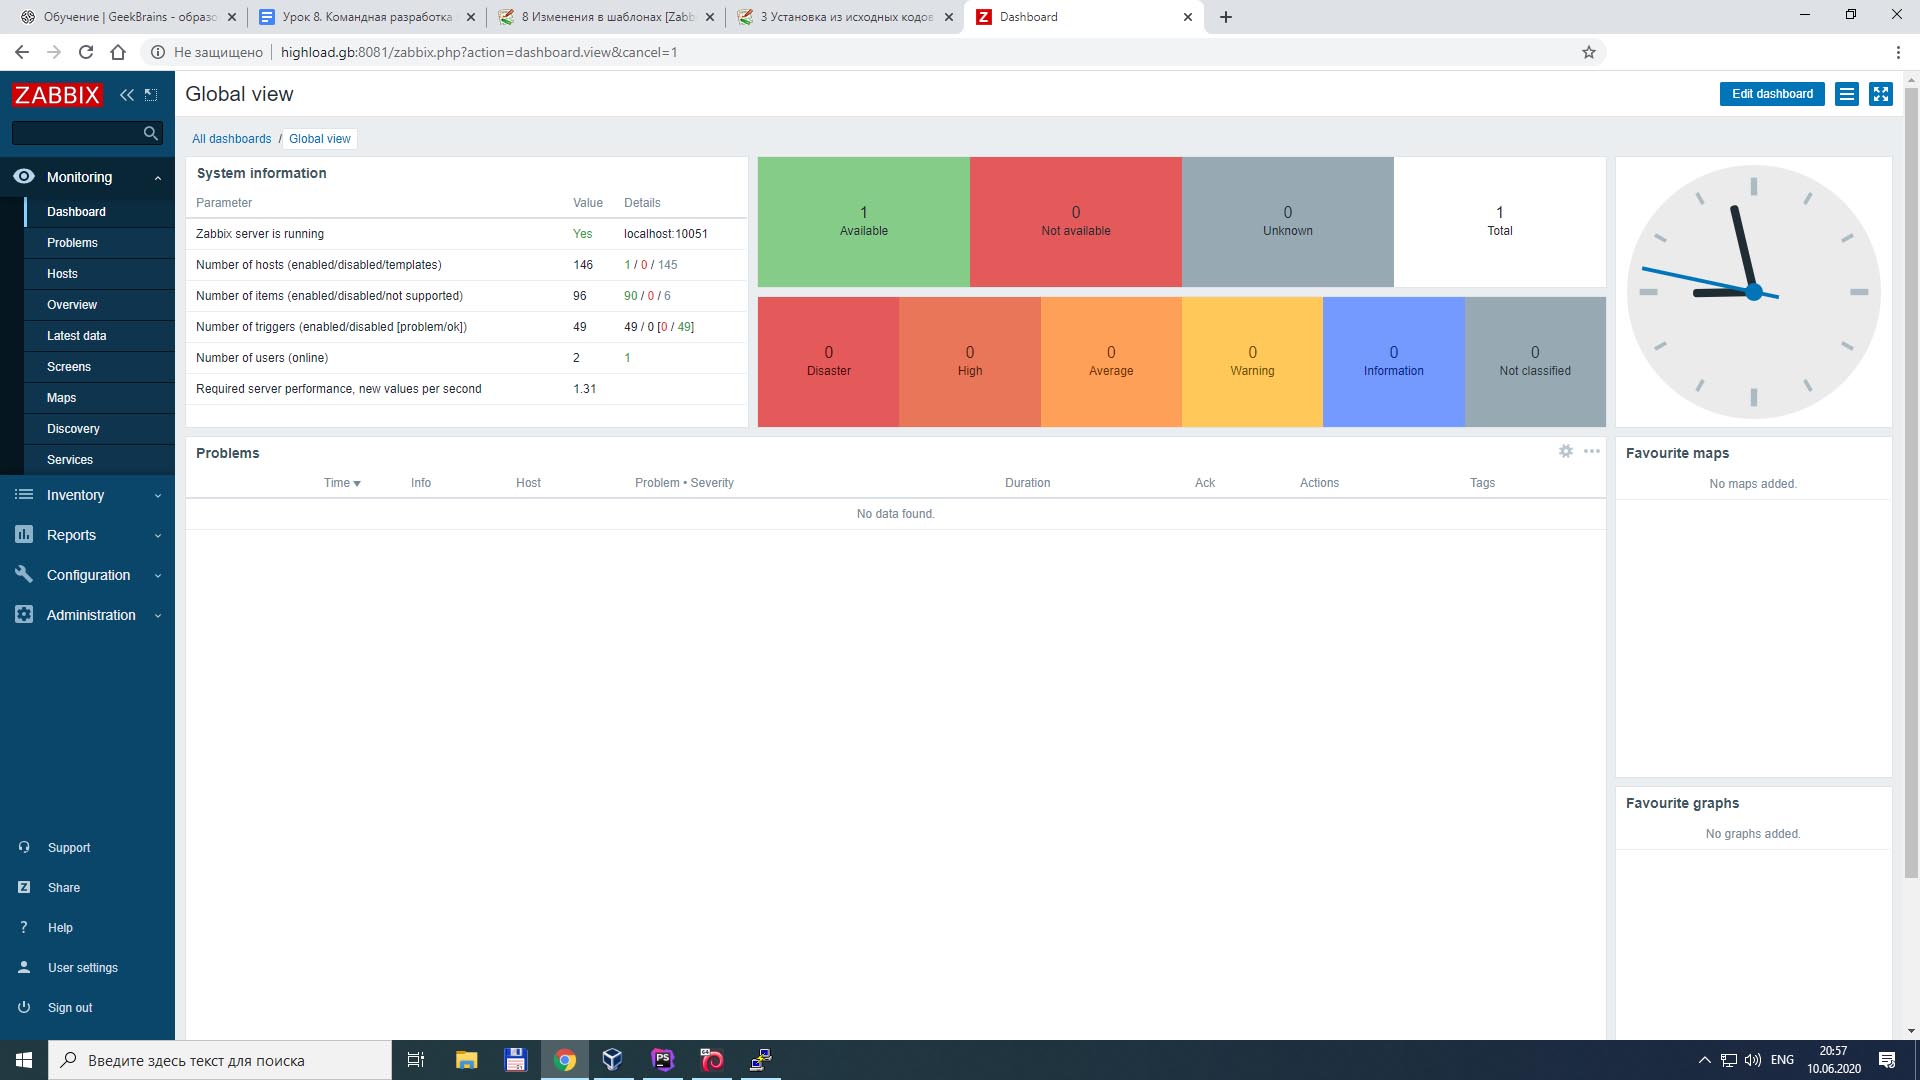 Обучение | GeekBrains - образо
Урок 8. Командная разработка
8 Изменения в шаблонах [Zabb
3 Установка из исходных кодов
Dashboard
Не защищено
highload.gb:8081/zabbix.php?action=dashboard.view&cancel=1
ZABBIX
Monitoring
Dashboard
Problems
Hosts
Overview
Latest data
Screens
Maps
Discovery
Services
Inventory
Reports
Configuration
Administration
Support
Share
Help
User settings
Sign out
Global view
Edit dashboard
All dashboards / Global view
System information
Parameter Value Details
Zabbix server is running Yes localhost:10051
Number of hosts (enabled/disabled/templates) 146 1 / 0 / 145
Number of items (enabled/disabled/not supported) 96 90 / 0 / 6
Number of triggers (enabled/disabled [problem/ok]) 49 49 / 0 [0 / 49]
Number of users (online) 2 1
Required server performance, new values per second 1.31
1 0 0 1
Available Not available Unknown Total
0 0 0 0 0 0
Disaster High Average Warning Information Not classified
Problems
Time Info Host Problem • Severity Duration Ack Actions Tags
No data found.
Favourite maps
No maps added.
Favourite graphs
No graphs added.
Введите здесь текст для поиска
PS
ENG
20:57
10.06.2020